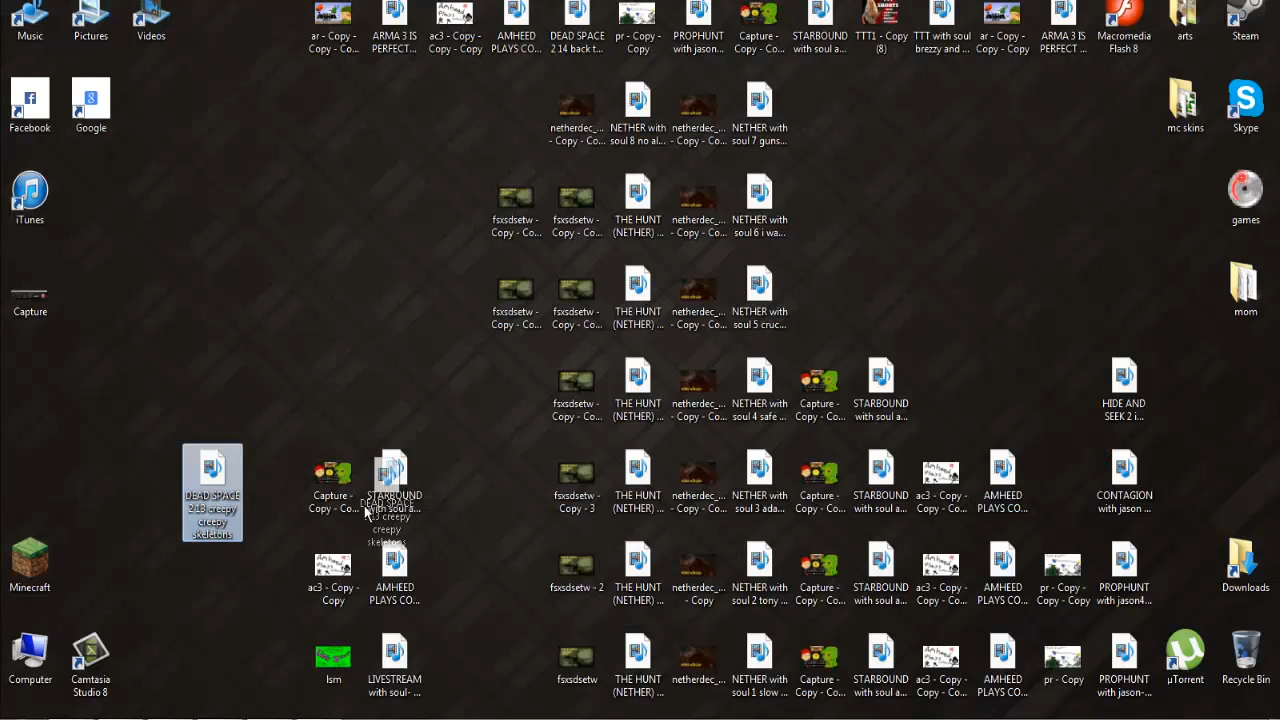 Music
Pictures
Videos
ar - Copy - Copy - Co...
ARMA 3 IS PERFECT...
ac3 - Copy - Copy - Co...
AMHEED PLAYS CO...
DEAD SPACE 2 14 back t...
pr - Copy - Copy
PROPHUNT with jason...
Capture - Copy - Co...
STARBOUND with soul a...
TTT1 - Copy (8)
TTT with soul brezzy and ...
ar - Copy - Copy - Copy
ARMA 3 IS PERFECT ...
Macromedia Flash 8
arts
Steam
Facebook
Google
netherdec_... - Copy - Co...
NETHER with soul 8 no al...
netherdec_... - Copy - Co...
NETHER with soul 7 guns...
mc skins
Skype
iTunes
fsxsdsetw - Copy - Co...
fsxsdsetw - Copy - Co...
THE HUNT (NETHER) ...
netherdec_... - Copy - Co...
NETHER with soul 6 i wa...
games
Capture
fsxsdsetw - Copy - Co...
fsxsdsetw - Copy - Co...
THE HUNT (NETHER) ...
netherdec_... - Copy - Co...
NETHER with soul 5 cruc...
mom
fsxsdsetw - Copy - Co...
THE HUNT (NETHER) ...
netherdec_... - Copy - Co...
NETHER with soul 4 safe ...
Capture - Copy - Co...
STARBOUND with soul a...
HIDE AND SEEK 2 i...
DEAD SPACE 2 13 creepy creepy skeletons
Capture - Copy - Co...
STARBOUND with soul a...
DEAD SPACE 2 13 creepy creepy skeletons
fsxsdsetw - Copy - 3
THE HUNT (NETHER) ...
netherdec_... - Copy - Co...
NETHER with soul 3 ada...
Capture - Copy - Co...
STARBOUND with soul a...
ac3 - Copy - Copy - Co...
AMHEED PLAYS CO...
CONTAGION with jason ...
Minecraft
ac3 - Copy - Copy
AMHEED PLAYS CO...
fsxsdsetw - 2
THE HUNT (NETHER) ...
netherdec_... - Copy
NETHER with soul 2 tony ...
Capture - Copy - Co...
STARBOUND with soul a...
ac3 - Copy - Copy - Co...
AMHEED PLAYS CO...
pr - Copy - Copy - Copy
PROPHUNT with jason4...
Downloads
Computer
Camtasia Studio 8
lsm
LIVESTREAM with soul- ...
fsxsdsetw
THE HUNT (NETHER) ...
netherdec_...
NETHER with soul 1 slow ...
Capture - Copy - Co...
STARBOUND with soul a...
ac3 - Copy - Copy - Co...
AMHEED PLAYS CO...
pr - Copy
PROPHUNT with jason-...
µTorrent
Recycle Bin